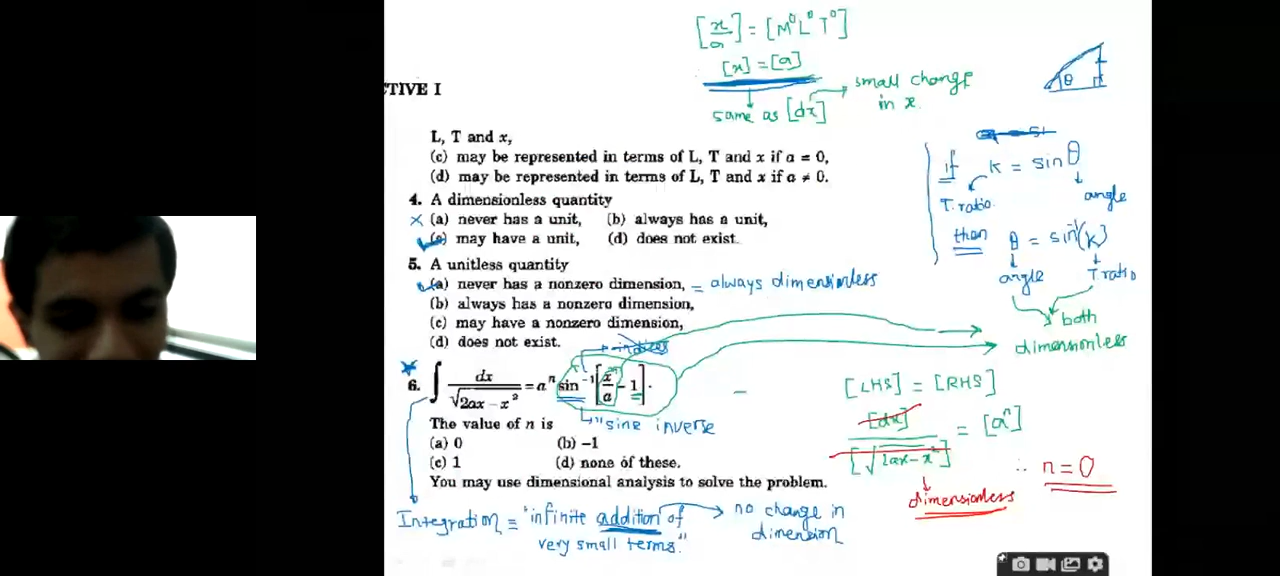 [x/a] = [M⁰L⁰T⁰]
[x] = [a]
same as [dx]
small change
in x
θ
CTIVE I
L, T and x,
(c) may be represented in terms of L, T and x if a = 0,
(d) may be represented in terms of L, T and x if a ≠ 0.
4. A dimensionless quantity
(a) never has a unit, (b) always has a unit,
(c) may have a unit, (d) does not exist.
5. A unitless quantity
(a) never has a nonzero dimension, = always dimensionless
(b) always has a nonzero dimension,
(c) may have a nonzero dimension,
(d) does not exist.
indices
6. ∫ dx/√(2ax − x²) = aⁿ sin⁻¹[x/a − 1].
"sine inverse
The value of n is
(a) 0 (b) −1
(c) 1 (d) none of these.
You may use dimensional analysis to solve the problem.
Integration = "infinite addition of
very small terms."
no change in
dimension
If k = sin θ
T. ratio angle
then θ = sin⁻¹(k)
angle T ratio
both
dimensionless
[LHS] = [RHS]
[dx]/[√2ax − x²] = [aⁿ]
dimensionless
∴ n = 0